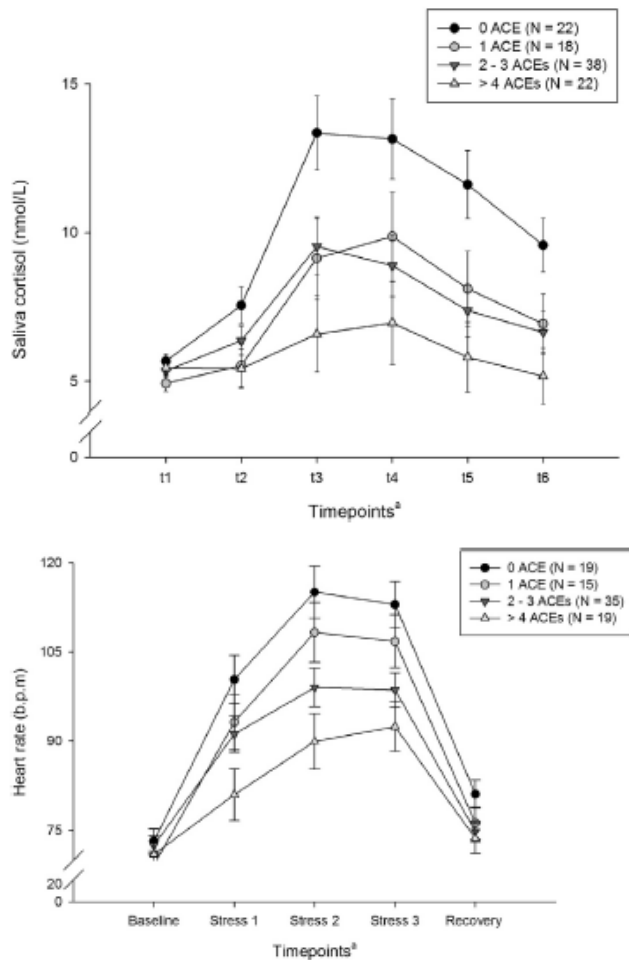 0 ACE (N = 22)
1 ACE (N = 18)
2 - 3 ACEs (N = 38)
> 4 ACEs (N = 22)
15
10
5
0
Saliva cortisol (nmol/L)
t1 t2 t3 t4 t5 t6
Timepointsª
0 ACE (N = 19)
1 ACE (N = 15)
2 - 3 ACEs (N = 35)
> 4 ACEs (N = 19)
120
105
90
75
20
0
Heart rate (b.p.m)
Baseline Stress 1 Stress 2 Stress 3 Recovery
Timepointsª